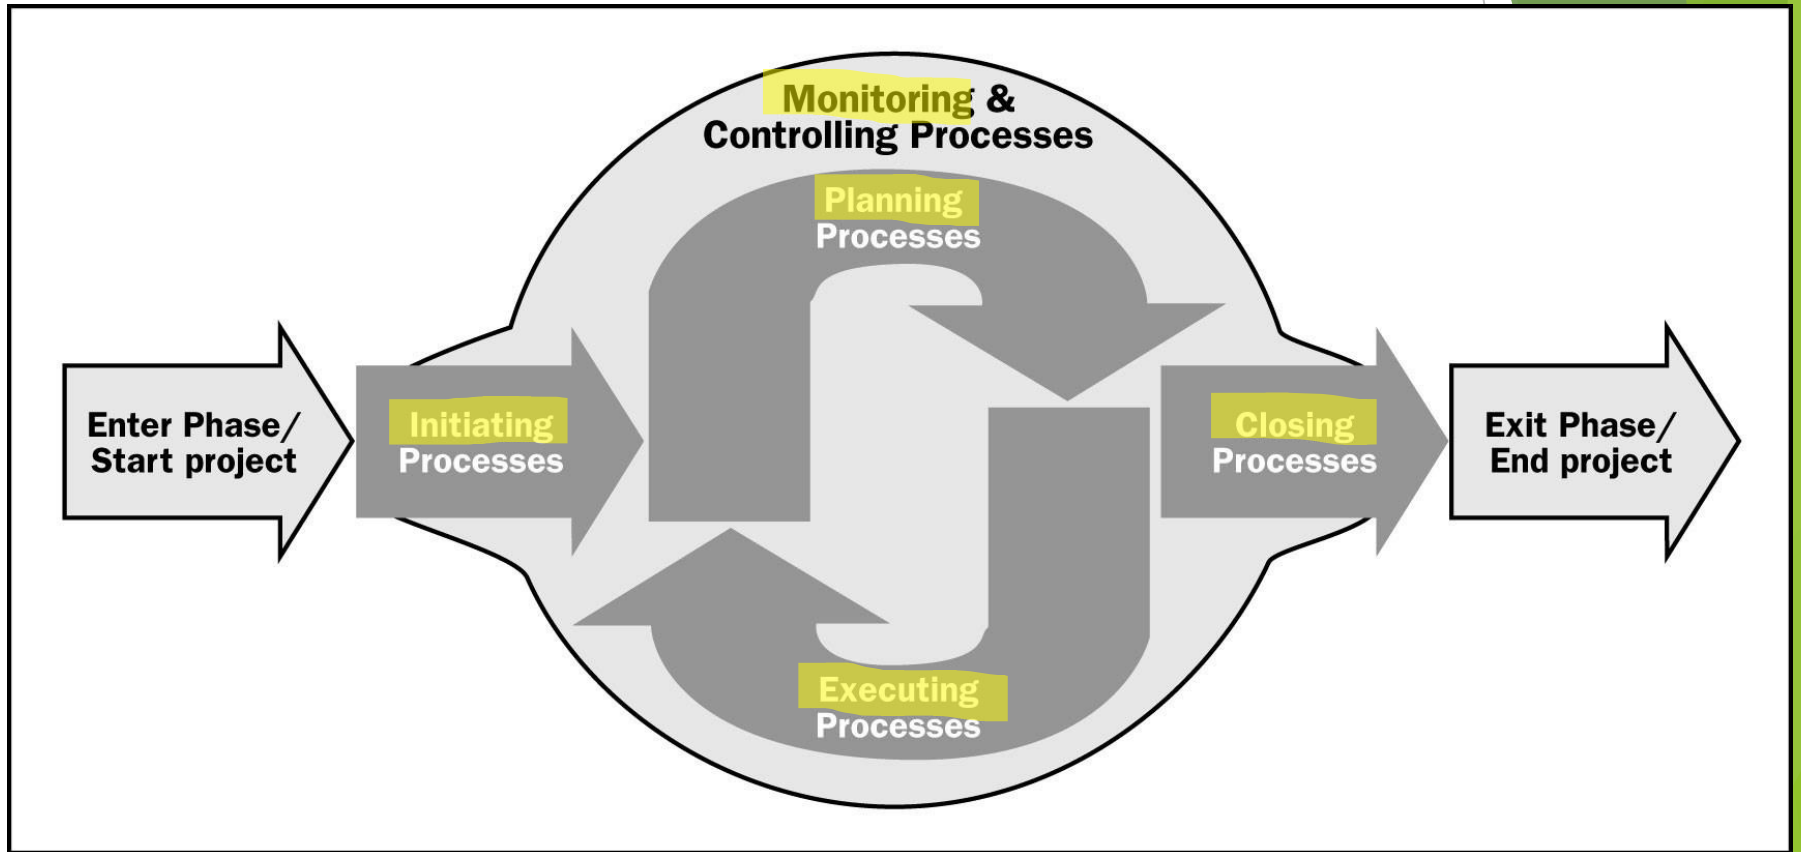 Monitoring &
Controlling Processes
Planning
Processes
Enter Phase/
Start project
Initiating
Processes
Closing
Processes
Exit Phase/
End project
Executing
Processes